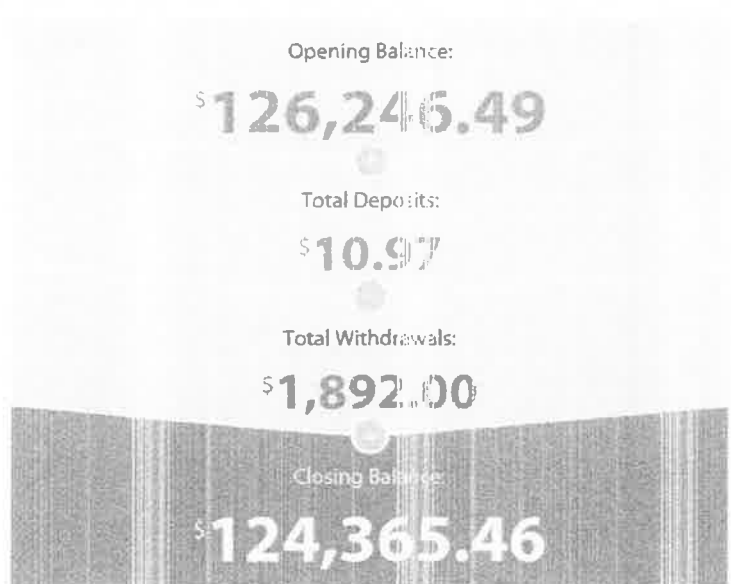 Opening Balance:
$126,246.49
Total Deposits:
$10.97
Total Withdrawals:
$1,892.00
Closing Balance:
$124,365.46